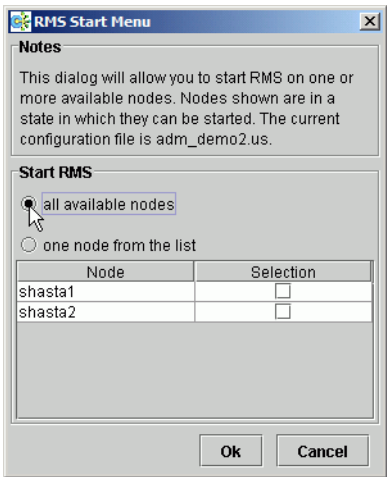 RMS Start Menu
Notes
This dialog will allow you to start RMS on one or
more available nodes. Nodes shown are in a
state in which they can be started. The current
configuration file is adm_demo2.us.
Start RMS
all available nodes
one node from the list
Node Selection
shasta1
shasta2
Ok Cancel